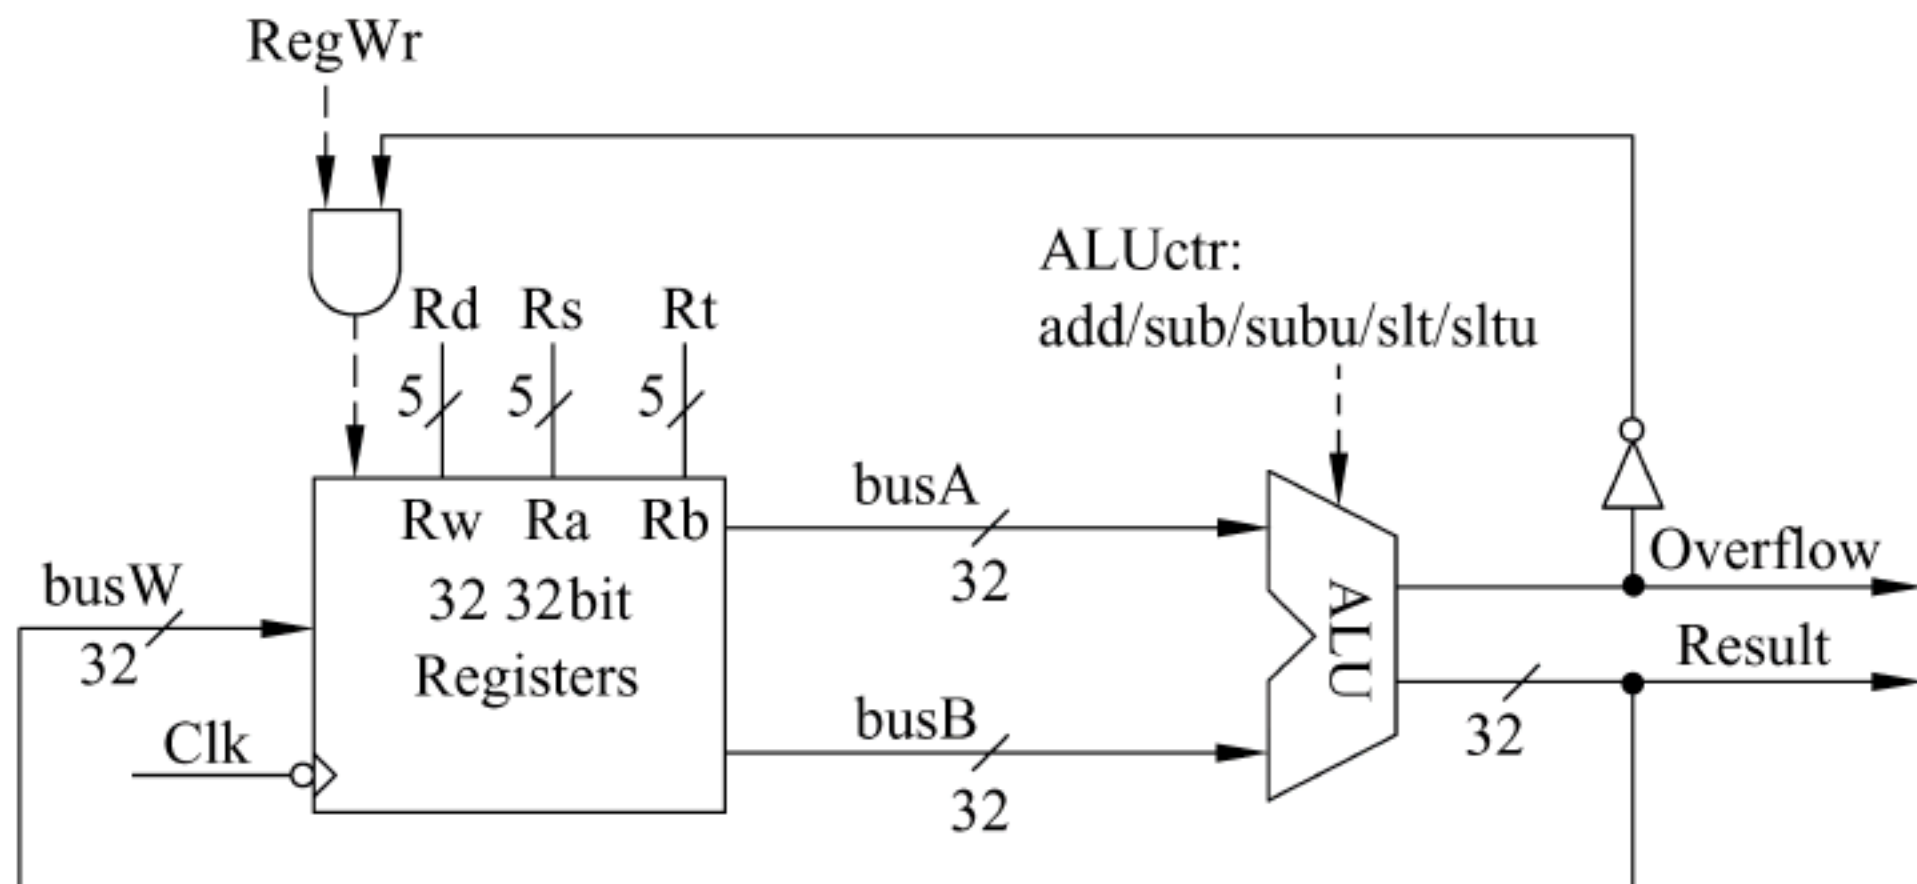 RegWr
ALUctr:
add/sub/subu/slt/sltu
Rd Rs Rt
5 5 5
busA
32
Rw Ra Rb
32 32bit
Registers
busW
32
Clk
busB
32
ALU
Overflow
Result
32